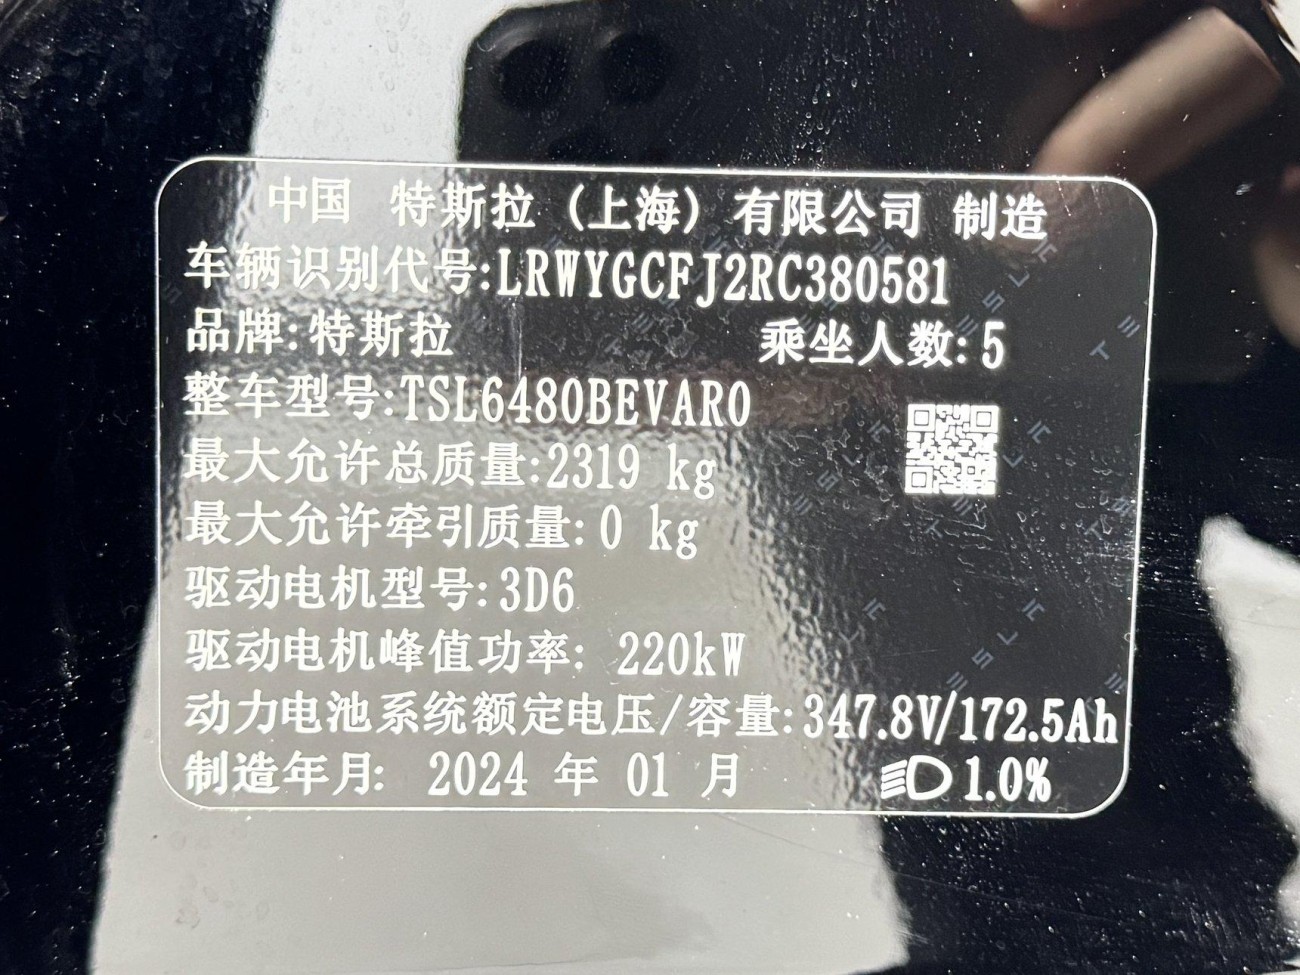 中国 特斯拉（上海）有限公司 制造
车辆识别代号:LRWYGCFJ2RC380581
品牌:特斯拉 乘坐人数:5
整车型号:TSL6480BEVAR0
最大允许总质量:2319 kg
最大允许牵引质量:0 kg
驱动电机型号:3D6
驱动电机峰值功率: 220kW
动力电池系统额定电压/容量:347.8V/172.5Ah
制造年月: 2024 年 01 月 1.0%
TESLA
TESLA
TESLA
TESLA